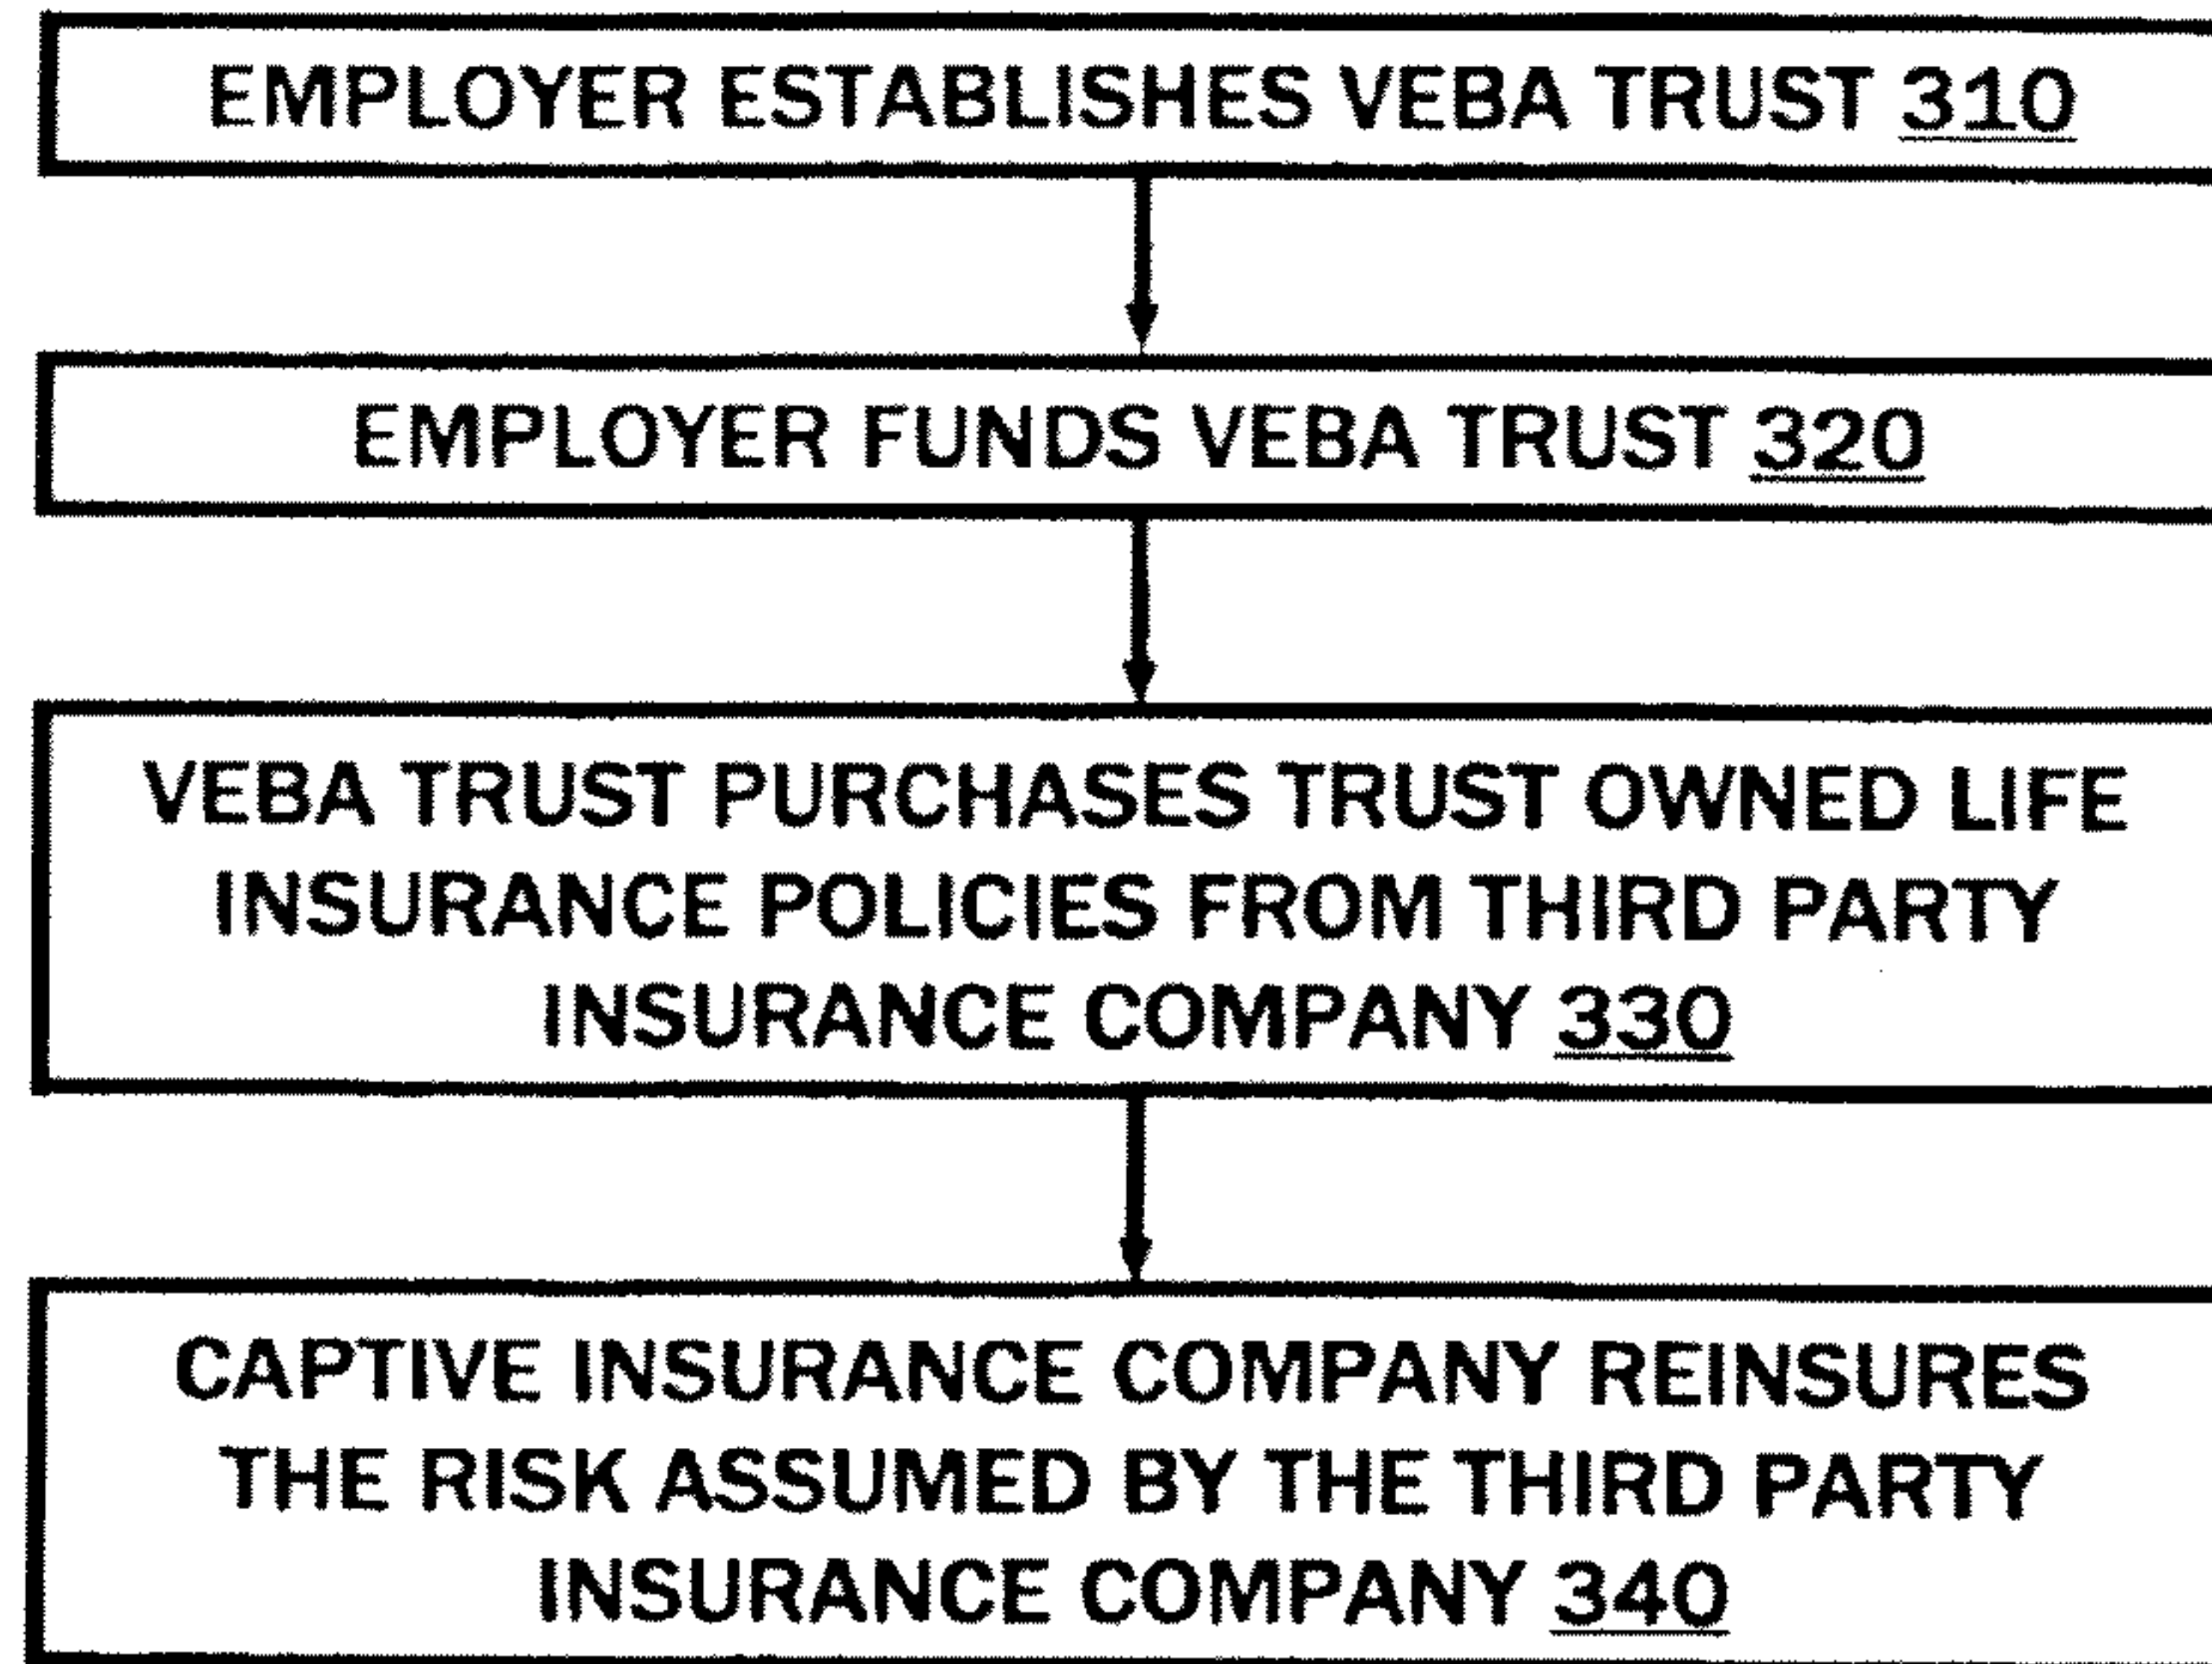 EMPLOYER ESTABLISHES VEBA TRUST 310
EMPLOYER FUNDS VEBA TRUST 320
VEBA TRUST PURCHASES TRUST OWNED LIFE
INSURANCE POLICIES FROM THIRD PARTY
INSURANCE COMPANY 330
CAPTIVE INSURANCE COMPANY REINSURES
THE RISK ASSUMED BY THE THIRD PARTY
INSURANCE COMPANY 340